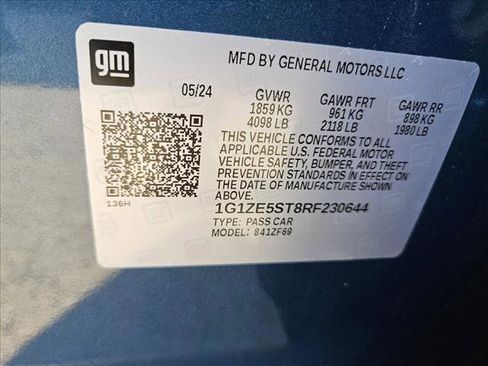 gm
MFD BY GENERAL MOTORS LLC
05/24 GVWR GAWR FRT GAWR RR
1859 KG 961 KG 898 KG
4098 LB 2118 LB 1980 LB
THIS VEHICLE CONFORMS TO ALL
APPLICABLE U.S. FEDERAL MOTOR
VEHICLE SAFETY, BUMPER, AND THEFT
PREVENTION STANDARDS IN EFFECT ON
THE DATE OF MANUFACTURE SHOWN
ABOVE.
136H
1G1ZE5ST8RF230644
TYPE: PASS CAR
MODEL: 841ZF69